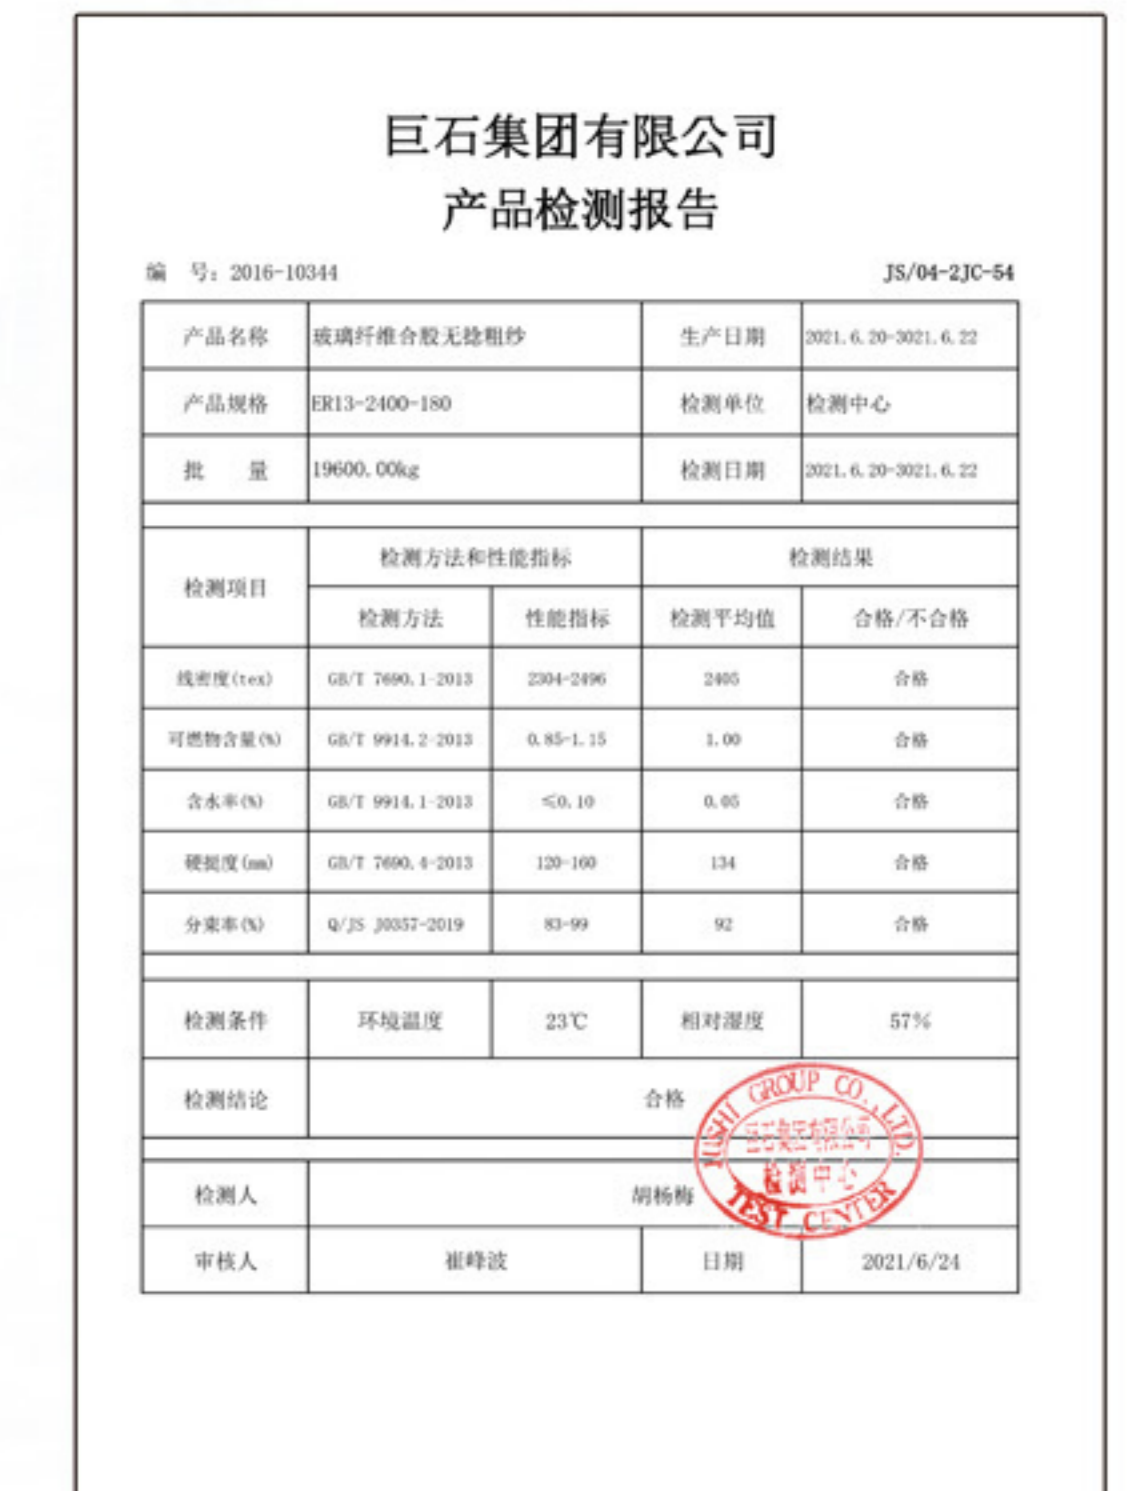 巨石集团有限公司
产品检测报告
编 号: 2016-10344 JS/04-2JC-54
产品名称 玻璃纤维合股无捻粗纱 生产日期 2021.6.20-3021.6.22
产品规格 ER13-2400-180 检测单位 检测中心
批 量 19600.00kg 检测日期 2021.6.20-3021.6.22
检测项目 检测方法和性能指标 检测结果
检测方法 性能指标 检测平均值 合格/不合格
线密度(tex) GB/T 7690.1-2013 2304-2496 2405 合格
可燃物含量(%) GB/T 9914.2-2013 0.85-1.15 1.00 合格
含水率(%) GB/T 9914.1-2013 ≤0.10 0.05 合格
硬挺度(mm) GB/T 7690.4-2013 120-160 134 合格
分束率(%) Q/JS J0357-2019 83-99 92 合格
检测条件 环境温度 23℃ 相对湿度 57%
检测结论 合格
JUSHI GROUP CO., LTD.
巨石集团有限公司
检测中心
TEST CENTER
检测人 胡杨梅
审核人 崔峰波 日期 2021/6/24